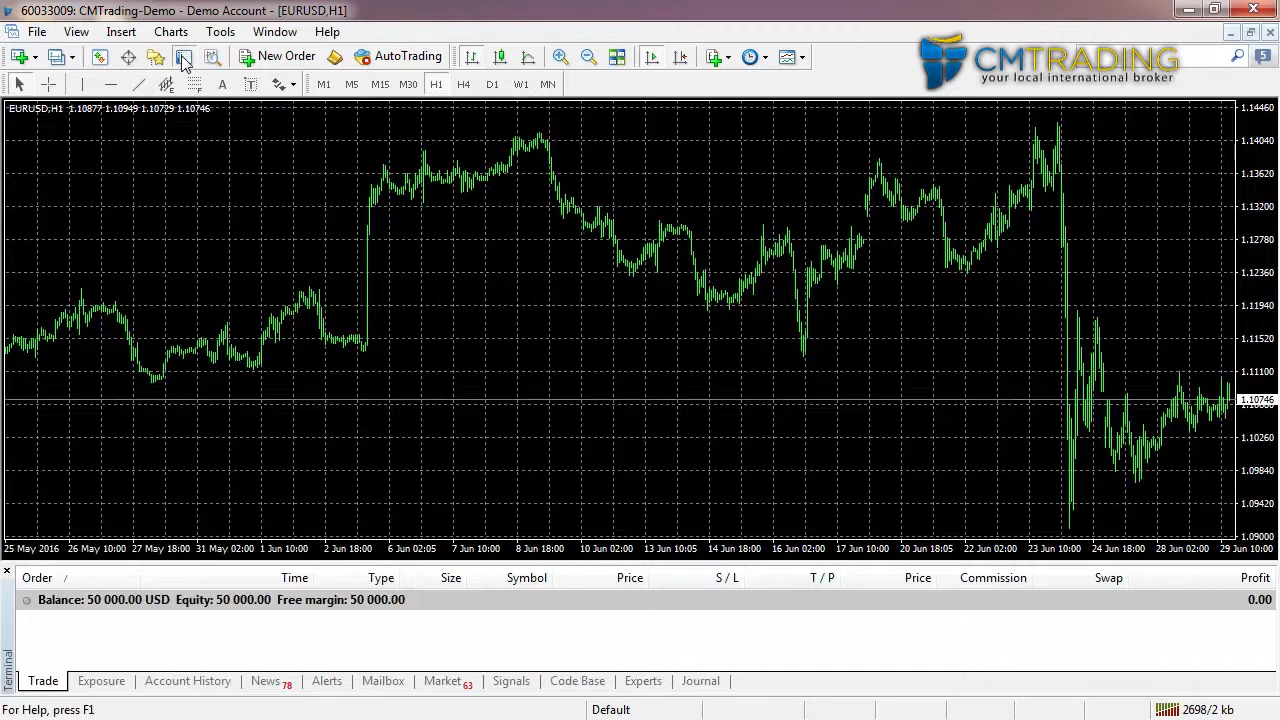 60033009: CMTrading-Demo - Demo Account - [EURUSD,H1]
File View Insert Charts Tools Window Help
New Order AutoTrading
CMTRADING
your local international broker
5
E F A T M1 M5 M15 M30 H1 H4 D1 W1 MN
EURUSD,H1 1.10877 1.10949 1.10729 1.10746
1.14460
1.14040
1.13620
1.13200
1.12780
1.12360
1.11940
1.11520
1.11100
1.10746
1.10260
1.09840
1.09420
1.09000
25 May 2016 26 May 10:00 27 May 18:00 31 May 02:00 1 Jun 10:00 2 Jun 18:00 6 Jun 02:05 7 Jun 10:00 8 Jun 18:00 10 Jun 02:00 13 Jun 10:05 14 Jun 18:00 16 Jun 02:00 17 Jun 10:00 20 Jun 18:05 22 Jun 02:00 23 Jun 10:00 24 Jun 18:00 28 Jun 02:00 29 Jun 10:00
Order / Time Type Size Symbol Price S / L T / P Price Commission Swap Profit
Balance: 50 000.00 USD Equity: 50 000.00 Free margin: 50 000.00 0.00
Terminal
Trade Exposure Account History News 78 Alerts Mailbox Market 63 Signals Code Base Experts Journal
For Help, press F1 Default 2698/2 kb